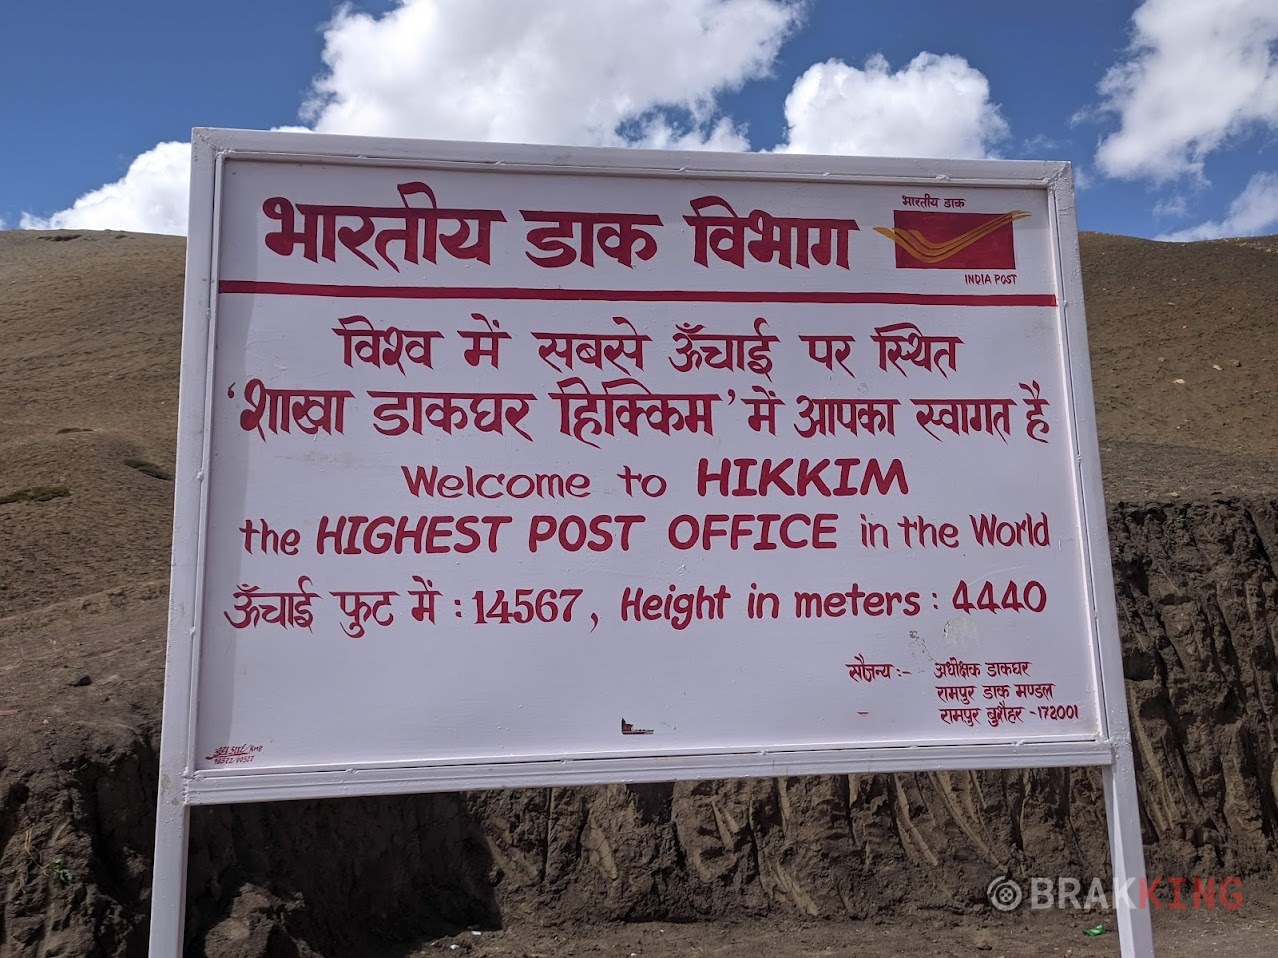 भारतीय डाक विभाग
भारतीय डाक
INDIA POST
विश्व में सबसे ऊँचाई पर स्थित
‘शाखा डाकघर हिक्किम’ में आपका स्वागत है
Welcome to HIKKIM
the HIGHEST POST OFFICE in the World
ऊँचाई फुट में : 14567, Height in meters : 4440
सौजन्य :- अधीक्षक डाकघर
रामपुर डाक मण्डल
रामपुर बुशैहर -172001
BRAKKING